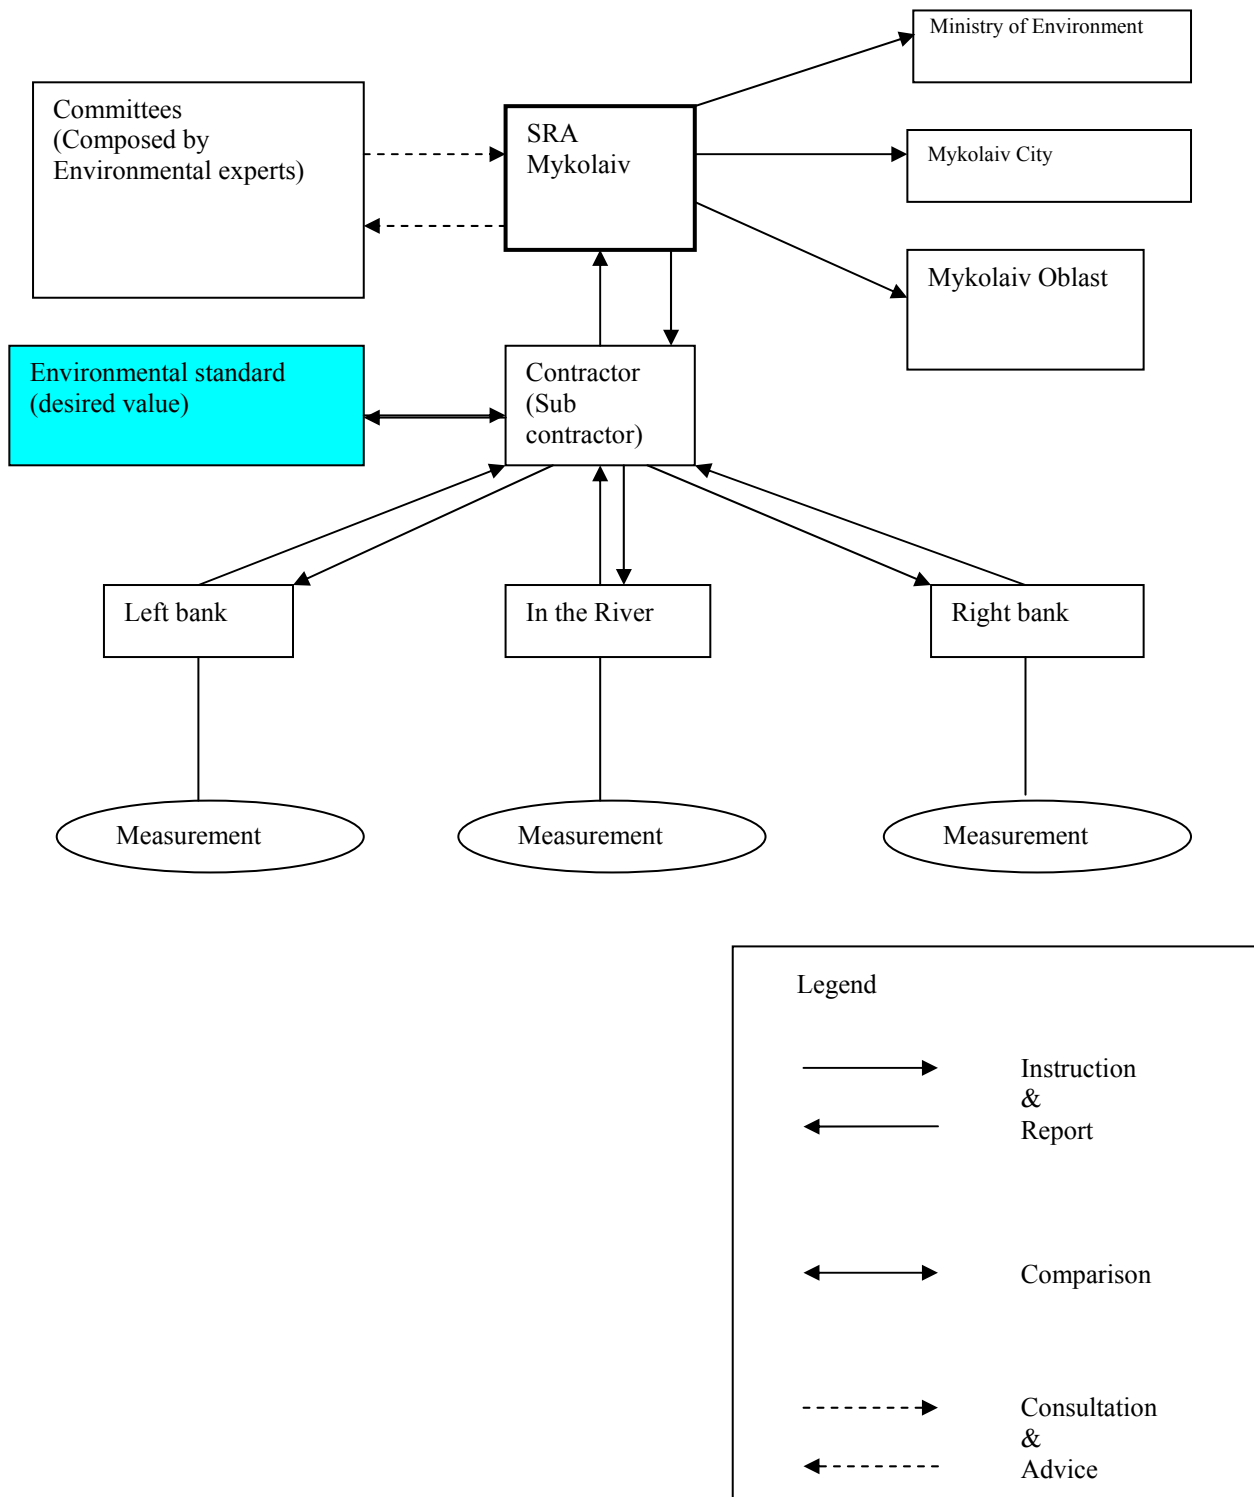 Ministry of Environment
Committees
(Composed by
Environmental experts)
SRA
Mykolaiv
Mykolaiv City
Mykolaiv Oblast
Environmental standard
(desired value)
Contractor
(Sub
contractor)
Left bank
In the River
Right bank
Measurement
Measurement
Measurement
Legend
Instruction
&
Report
Comparison
Consultation
&
Advice